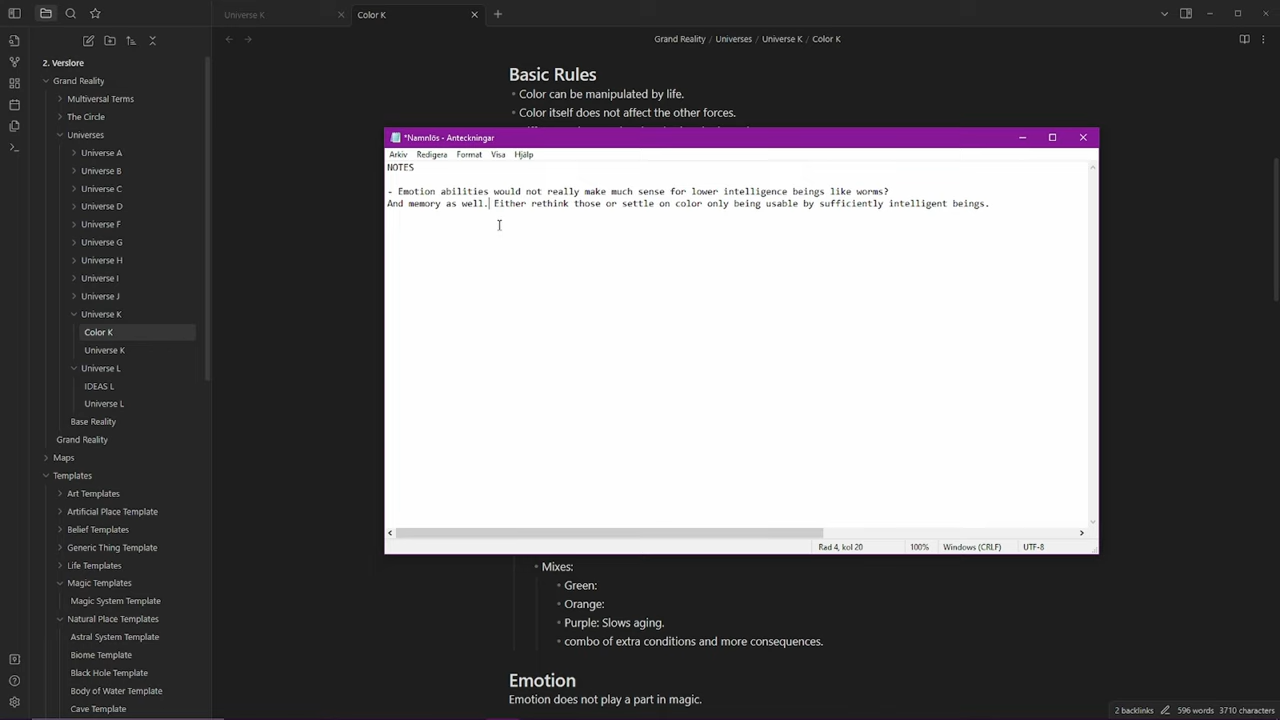 Universe K
Color K
Grand Reality / Universes / Universe K / Color K
2. Verslore
Grand Reality
Multiversal Terms
The Circle
Universes
Universe A
Universe B
Universe C
Universe D
Universe F
Universe G
Universe H
Universe I
Universe J
Universe K
Color K
Universe K
Universe L
IDEAS L
Universe L
Base Reality
Grand Reality
Maps
Templates
Art Templates
Artificial Place Template
Belief Templates
Generic Thing Template
Life Templates
Magic Templates
Magic System Template
Natural Place Templates
Astral System Template
Biome Template
Black Hole Template
Body of Water Template
Cave Template
Basic Rules
• Color can be manipulated by life.
• Color itself does not affect the other forces.
*Namnlös - Anteckningar
Arkiv Redigera Format Visa Hjälp
NOTES
- Emotion abilities would not really make much sense for lower intelligence beings like worms?
And memory as well. Either rethink those or settle on color only being usable by sufficiently intelligent beings.
Rad 4, kol 20 100% Windows (CRLF) UTF-8
• Mixes:
• Green:
• Orange:
• Purple: Slows aging.
• combo of extra conditions and more consequences.
Emotion
Emotion does not play a part in magic.
2 backlinks 596 words 3710 characters